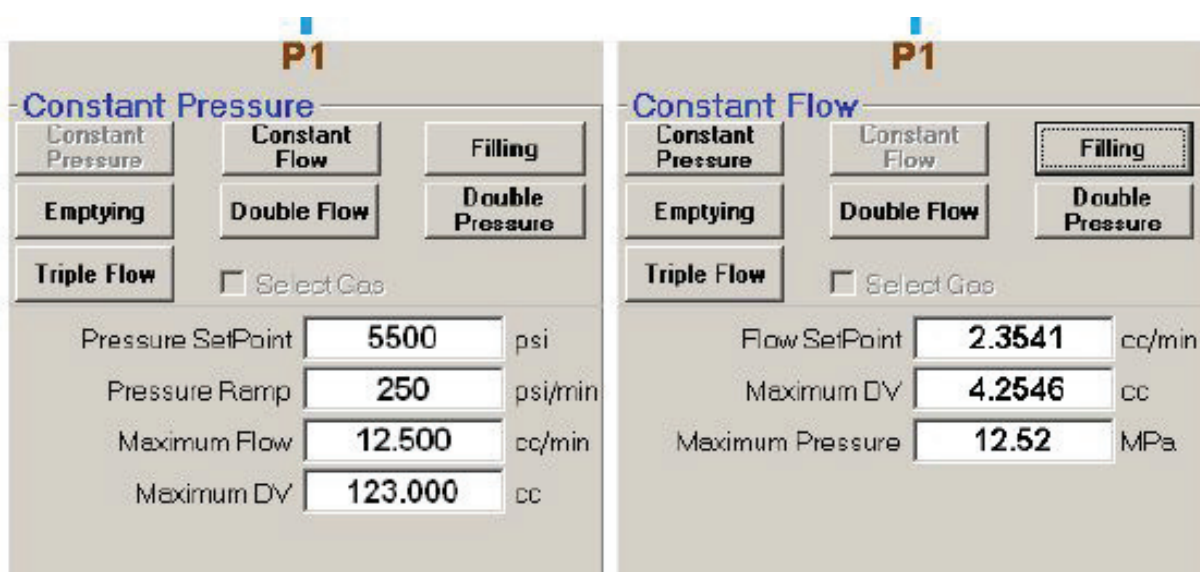 P1
Constant Pressure
Constant Pressure
Constant Flow
Filling
Emptying
Double Flow
Double Pressure
Triple Flow
Select Gas
Pressure SetPoint 5500 psi
Pressure Ramp 250 psi/min
Maximum Flow 12.500 cc/min
Maximum DV 123.000 cc
P1
Constant Flow
Constant Pressure
Constant Flow
Filling
Emptying
Double Flow
Double Pressure
Triple Flow
Select Gas
Flow SetPoint 2.3541 cc/min
Maximum DV 4.2546 cc
Maximum Pressure 12.52 MPa